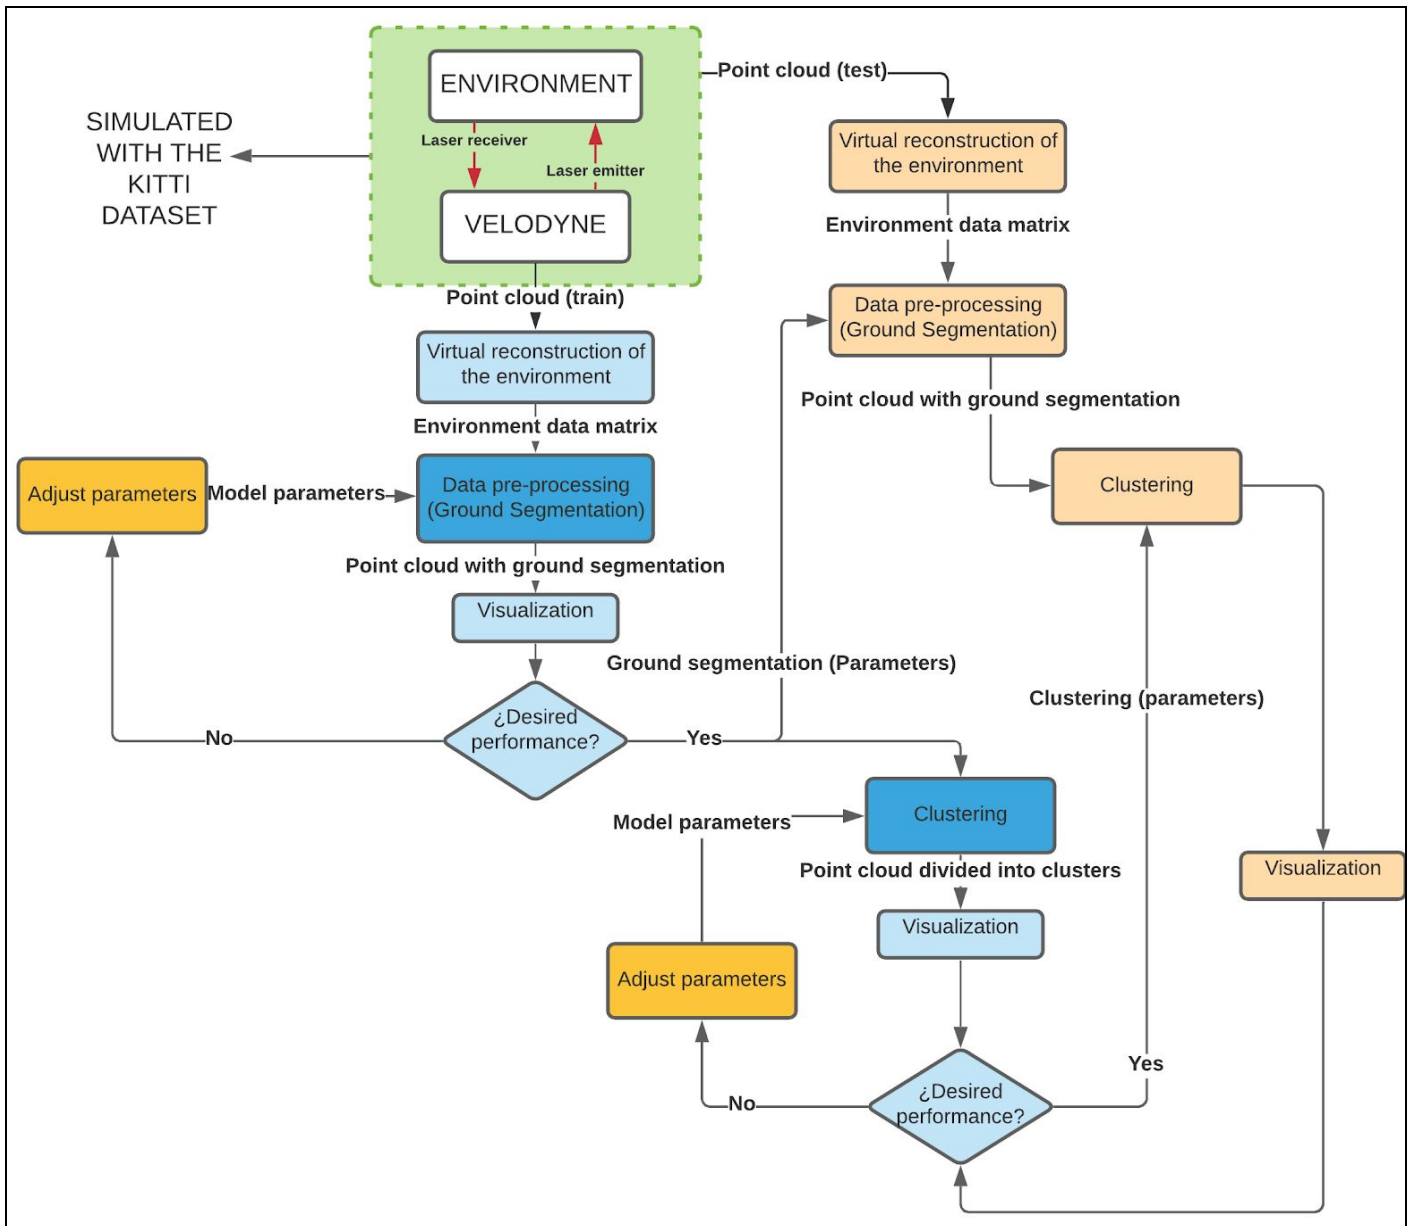 ENVIRONMENT
Point cloud (test)
SIMULATED
WITH THE
KITTI
DATASET
Laser receiver
Laser emitter
VELODYNE
Virtual reconstruction of
the environment
Environment data matrix
Point cloud (train)
Data pre-processing
(Ground Segmentation)
Virtual reconstruction of
the environment
Point cloud with ground segmentation
Environment data matrix
Adjust parameters
Model parameters
Data pre-processing
(Ground Segmentation)
Clustering
Point cloud with ground segmentation
Visualization
Ground segmentation (Parameters)
Clustering (parameters)
¿Desired
performance?
No
Yes
Clustering
Model parameters
Point cloud divided into clusters
Visualization
Visualization
Adjust parameters
Yes
¿Desired
performance?
No